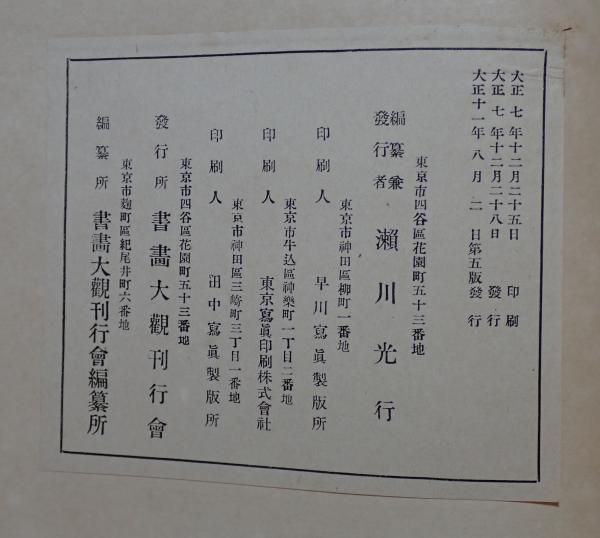 大正七年十二月二十五日 印刷
大正七年十二月二十八日 發行
大正十一年八月二日第五版發行
東京市四谷區花園町五十三番地
編纂兼發行者 瀨川光行
東京市神田區柳町一番地
印刷人 早川寫眞製版所
東京市牛込區神樂町一丁目二番地
印刷人 東京寫眞印刷株式會社
東京市神田區三崎町三丁目一番地
印刷人 田中寫眞製版所
東京市四谷區花園町五十三番地
發行所 書畫大觀刊行會
東京市麹町區紀尾井町六番地
編纂所 書畫大觀刊行會編纂所